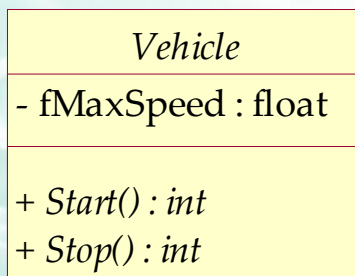 Vehicle
- fMaxSpeed : float
+ Start() : int
+ Stop() : int